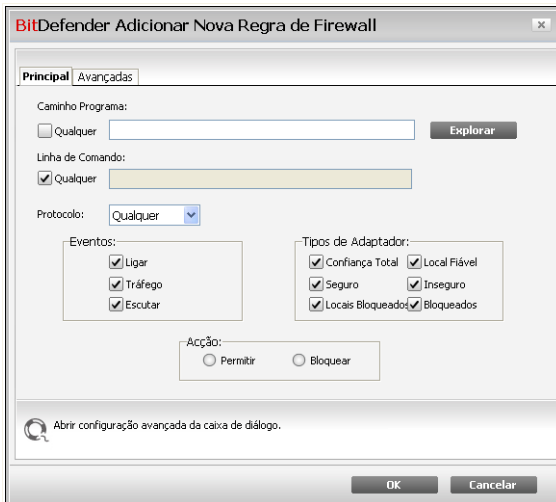 BitDefender Adicionar Nova Regra de Firewall
Principal Avançadas
Caminho Programa:
Qualquer
Explorar
Linha de Comando:
Qualquer
Protocolo: Qualquer
Eventos:
Ligar
Tráfego
Escutar
Tipos de Adaptador:
Confiança Total Local Fiável
Seguro Inseguro
Locais Bloqueados Bloqueados
Acção:
Permitir Bloquear
Abrir configuração avançada da caixa de diálogo.
OK Cancelar